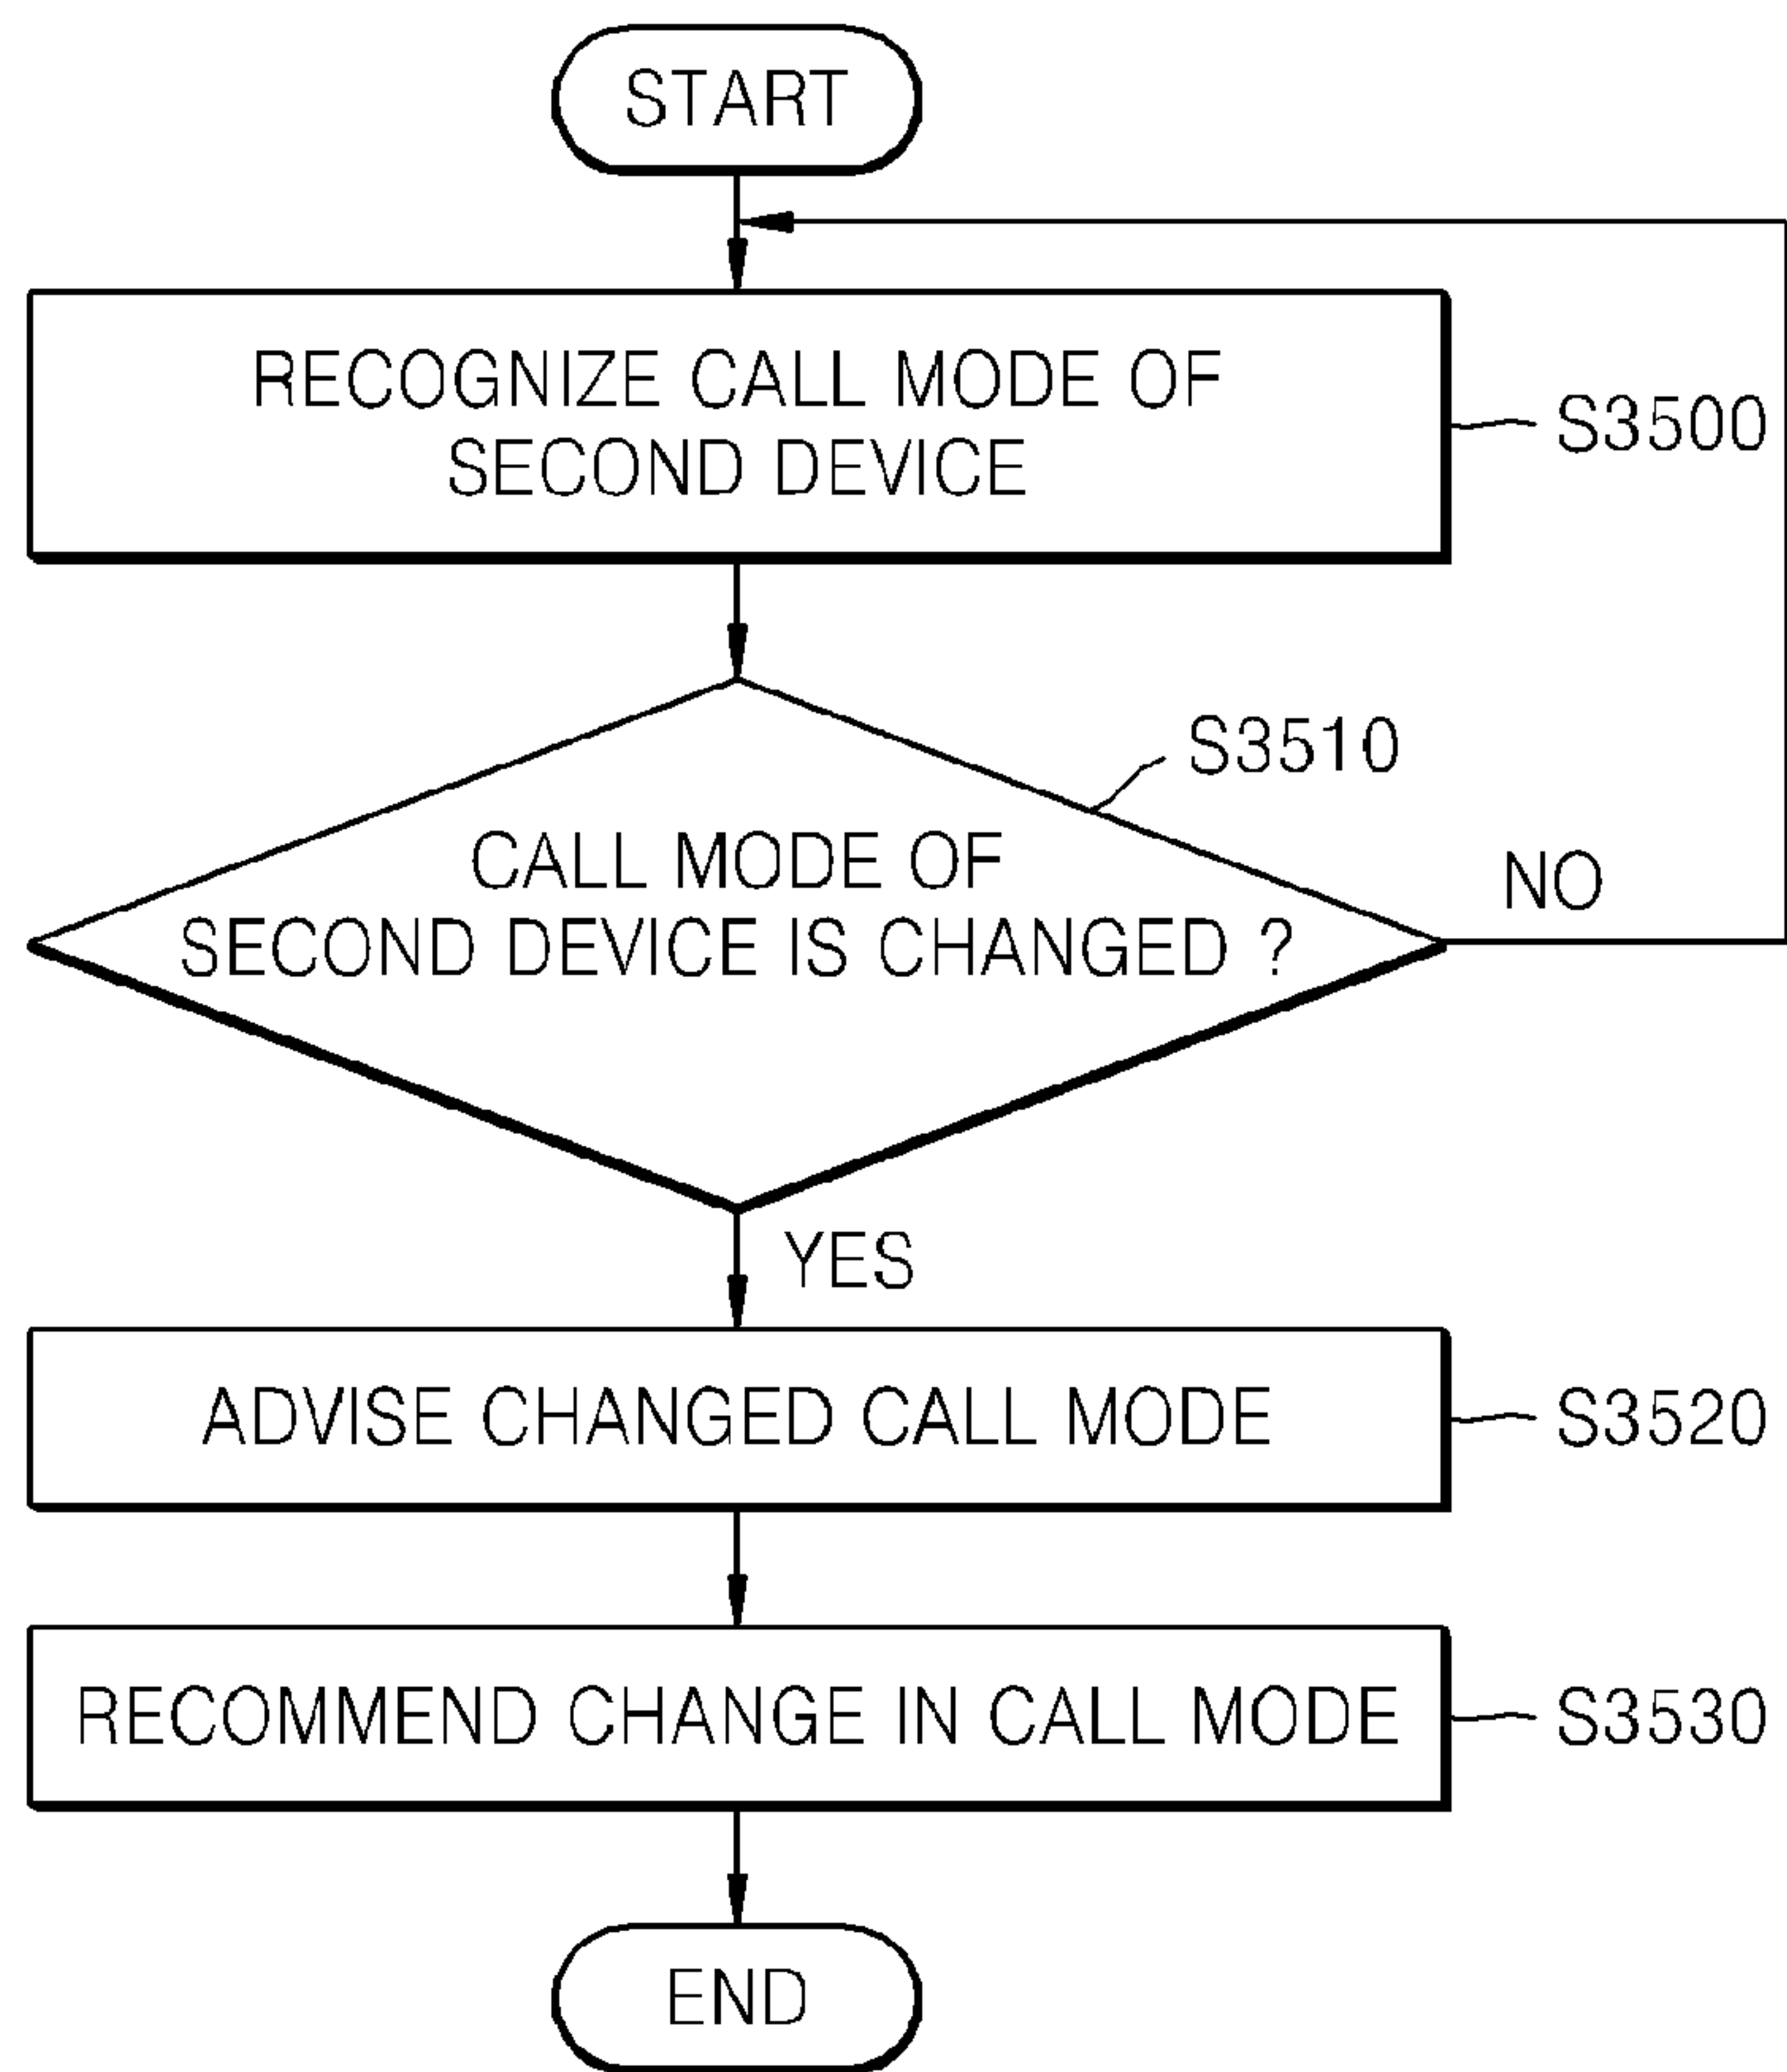 START
RECOGNIZE CALL MODE OF
SECOND DEVICE
S3500
S3510
CALL MODE OF
SECOND DEVICE IS CHANGED ?
NO
YES
ADVISE CHANGED CALL MODE
S3520
RECOMMEND CHANGE IN CALL MODE
S3530
END